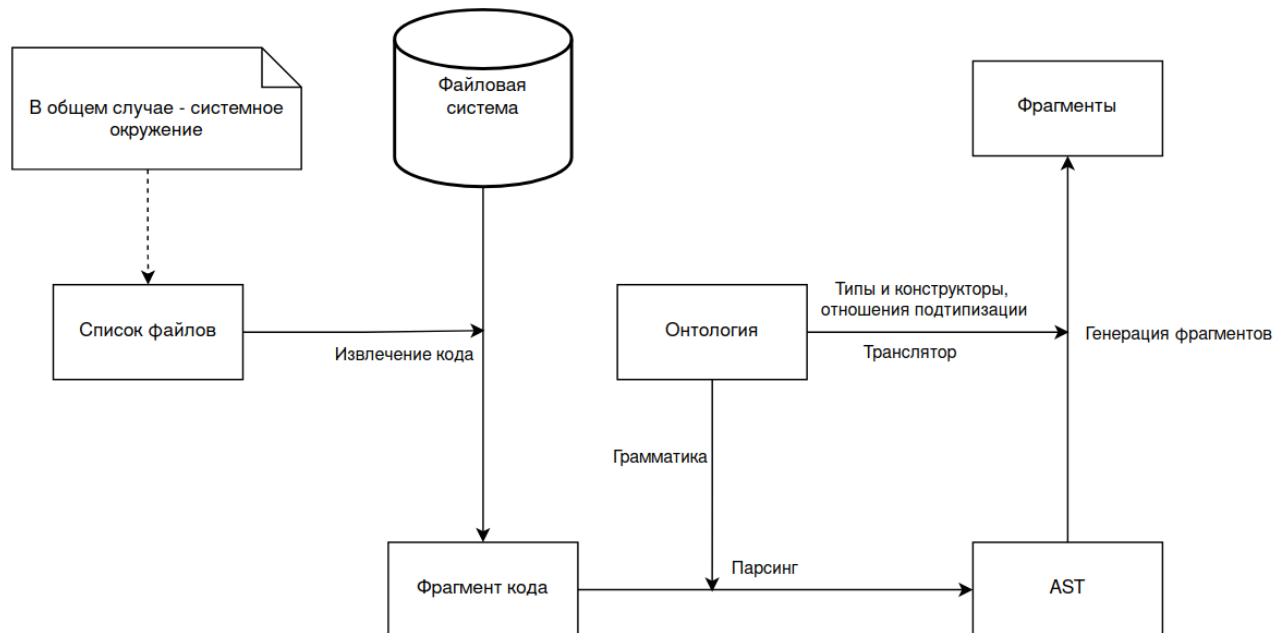 В общем случае - системное
окружение
Файловая
система
Фрагменты
Список файлов
Извлечение кода
Онтология
Типы и конструкторы,
отношения подтипизации
Транслятор
Генерация фрагментов
Грамматика
Фрагмент кода
Парсинг
AST